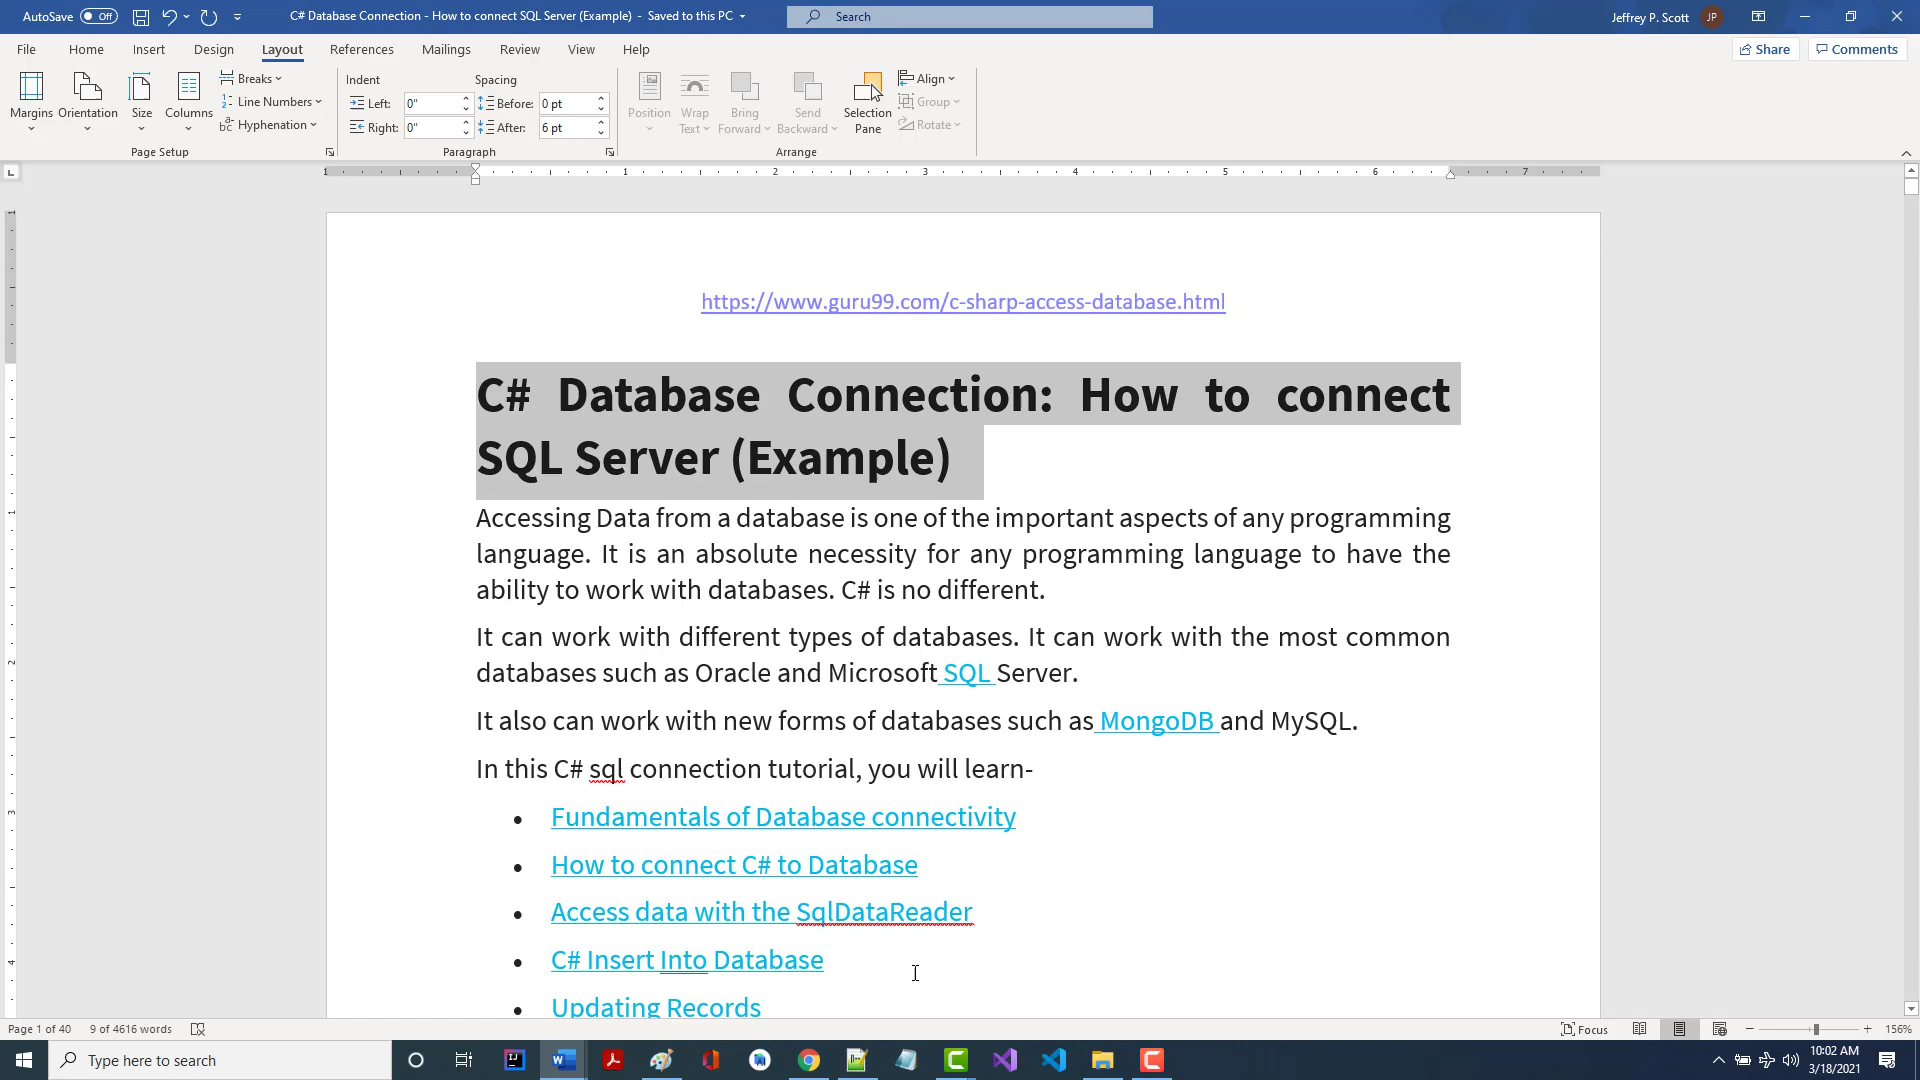 AutoSave Off C# Database Connection - How to connect SQL Server (Example) - Saved to this PC Search Jeffrey P. Scott JP
File Home Insert Design Layout References Mailings Review View Help Share Comments
Margins Orientation Size Columns
Breaks
Line Numbers
Hyphenation
Page Setup
Indent Spacing
Left: 0" Before: 0 pt
Right: 0" After: 6 pt
Paragraph
Position Wrap Text Bring Forward Send Backward Selection Pane
Align
Group
Rotate
Arrange
1 1 2 3 4 5 6 7
https://www.guru99.com/c-sharp-access-database.html
C# Database Connection: How to connect
SQL Server (Example)
Accessing Data from a database is one of the important aspects of any programming
language. It is an absolute necessity for any programming language to have the
ability to work with databases. C# is no different.
It can work with different types of databases. It can work with the most common
databases such as Oracle and Microsoft SQL Server.
It also can work with new forms of databases such as MongoDB and MySQL.
In this C# sql connection tutorial, you will learn-
• Fundamentals of Database connectivity
• How to connect C# to Database
• Access data with the SqlDataReader
• C# Insert Into Database
• Updating Records
Page 1 of 40 9 of 4616 words Focus 156%
Type here to search
10:02 AM
3/18/2021